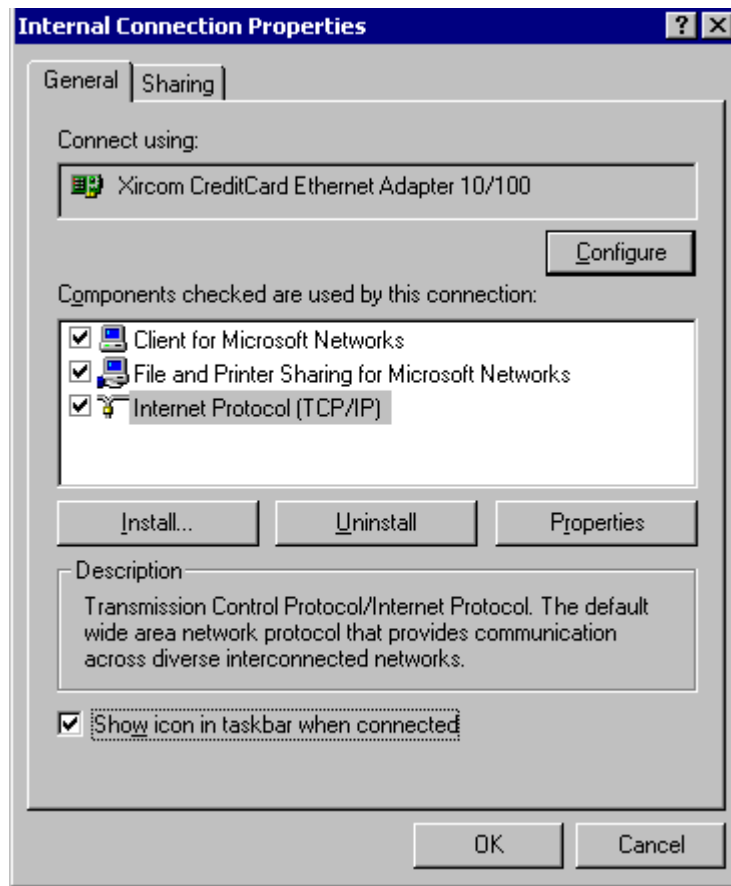 Internal Connection Properties
General Sharing
Connect using:
Xircom CreditCard Ethernet Adapter 10/100
Configure
Components checked are used by this connection:
Client for Microsoft Networks
File and Printer Sharing for Microsoft Networks
Internet Protocol (TCP/IP)
Install... Uninstall Properties
Description
Transmission Control Protocol/Internet Protocol. The default
wide area network protocol that provides communication
across diverse interconnected networks.
Show icon in taskbar when connected
OK Cancel